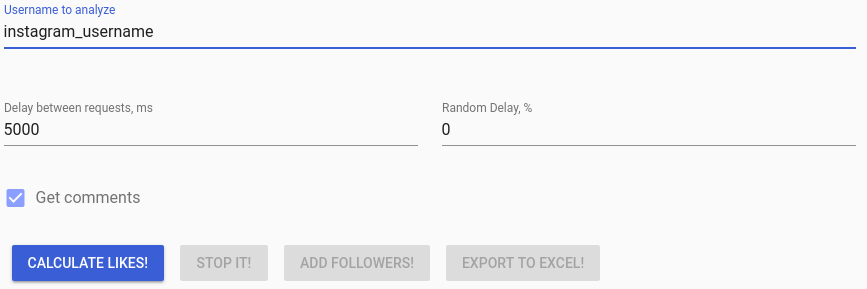 Username to analyze
instagram_username
Delay between requests, ms
Random Delay, %
5000
0
Get comments
CALCULATE LIKES!
STOP IT!
ADD FOLLOWERS!
EXPORT TO EXCEL!